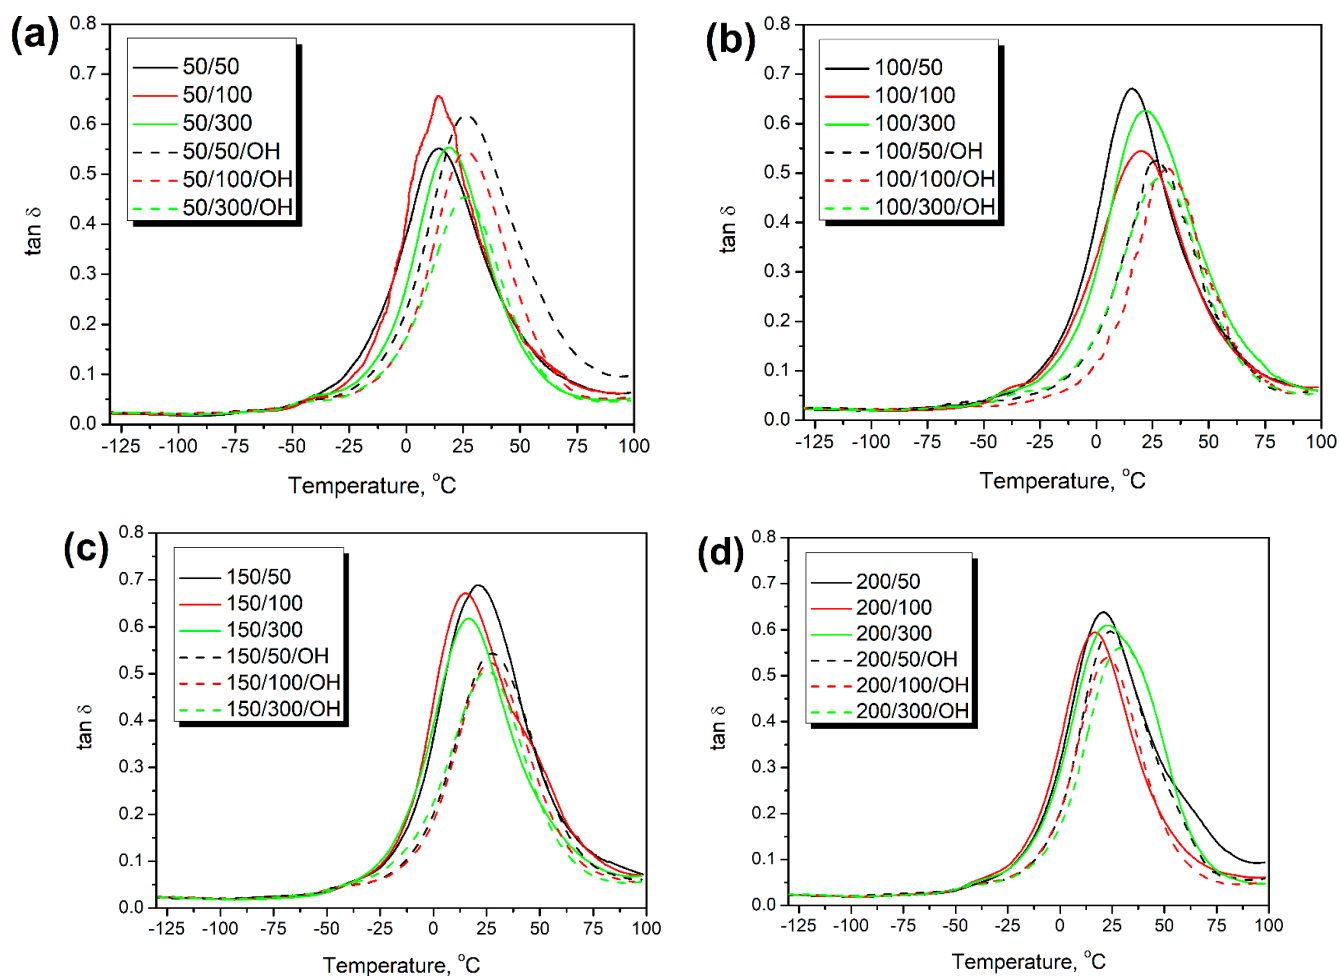 (a)
0.8
0.7
0.6
0.5
0.4
0.3
0.2
0.1
0.0
tan δ
50/50
50/100
50/300
50/50/OH
50/100/OH
50/300/OH
-125 -100 -75 -50 -25 0 25 50 75 100
Temperature, °C
(b)
0.8
0.7
0.6
0.5
0.4
0.3
0.2
0.1
0.0
tan δ
100/50
100/100
100/300
100/50/OH
100/100/OH
100/300/OH
-125 -100 -75 -50 -25 0 25 50 75 100
Temperature, °C
(c)
0.8
0.7
0.6
0.5
0.4
0.3
0.2
0.1
0.0
tan δ
150/50
150/100
150/300
150/50/OH
150/100/OH
150/300/OH
-125 -100 -75 -50 -25 0 25 50 75 100
Temperature, °C
(d)
0.8
0.7
0.6
0.5
0.4
0.3
0.2
0.1
0.0
tan δ
200/50
200/100
200/300
200/50/OH
200/100/OH
200/300/OH
-125 -100 -75 -50 -25 0 25 50 75 100
Temperature, °C